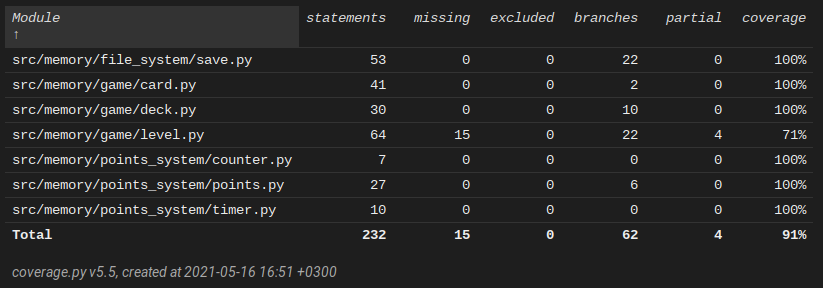 Module statements missing excluded branches partial coverage
↑
src/memory/file_system/save.py 53 0 0 22 0 100%
src/memory/game/card.py 41 0 0 2 0 100%
src/memory/game/deck.py 30 0 0 10 0 100%
src/memory/game/level.py 64 15 0 22 4 71%
src/memory/points_system/counter.py 7 0 0 0 0 100%
src/memory/points_system/points.py 27 0 0 6 0 100%
src/memory/points_system/timer.py 10 0 0 0 0 100%
Total 232 15 0 62 4 91%
coverage.py v5.5, created at 2021-05-16 16:51 +0300